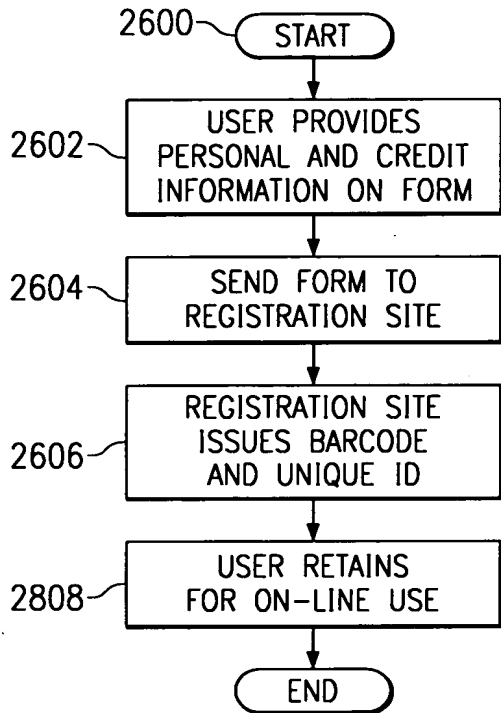 2600
START
2602
USER PROVIDES
PERSONAL AND CREDIT
INFORMATION ON FORM
2604
SEND FORM TO
REGISTRATION SITE
2606
REGISTRATION SITE
ISSUES BARCODE
AND UNIQUE ID
2808
USER RETAINS
FOR ON-LINE USE
END